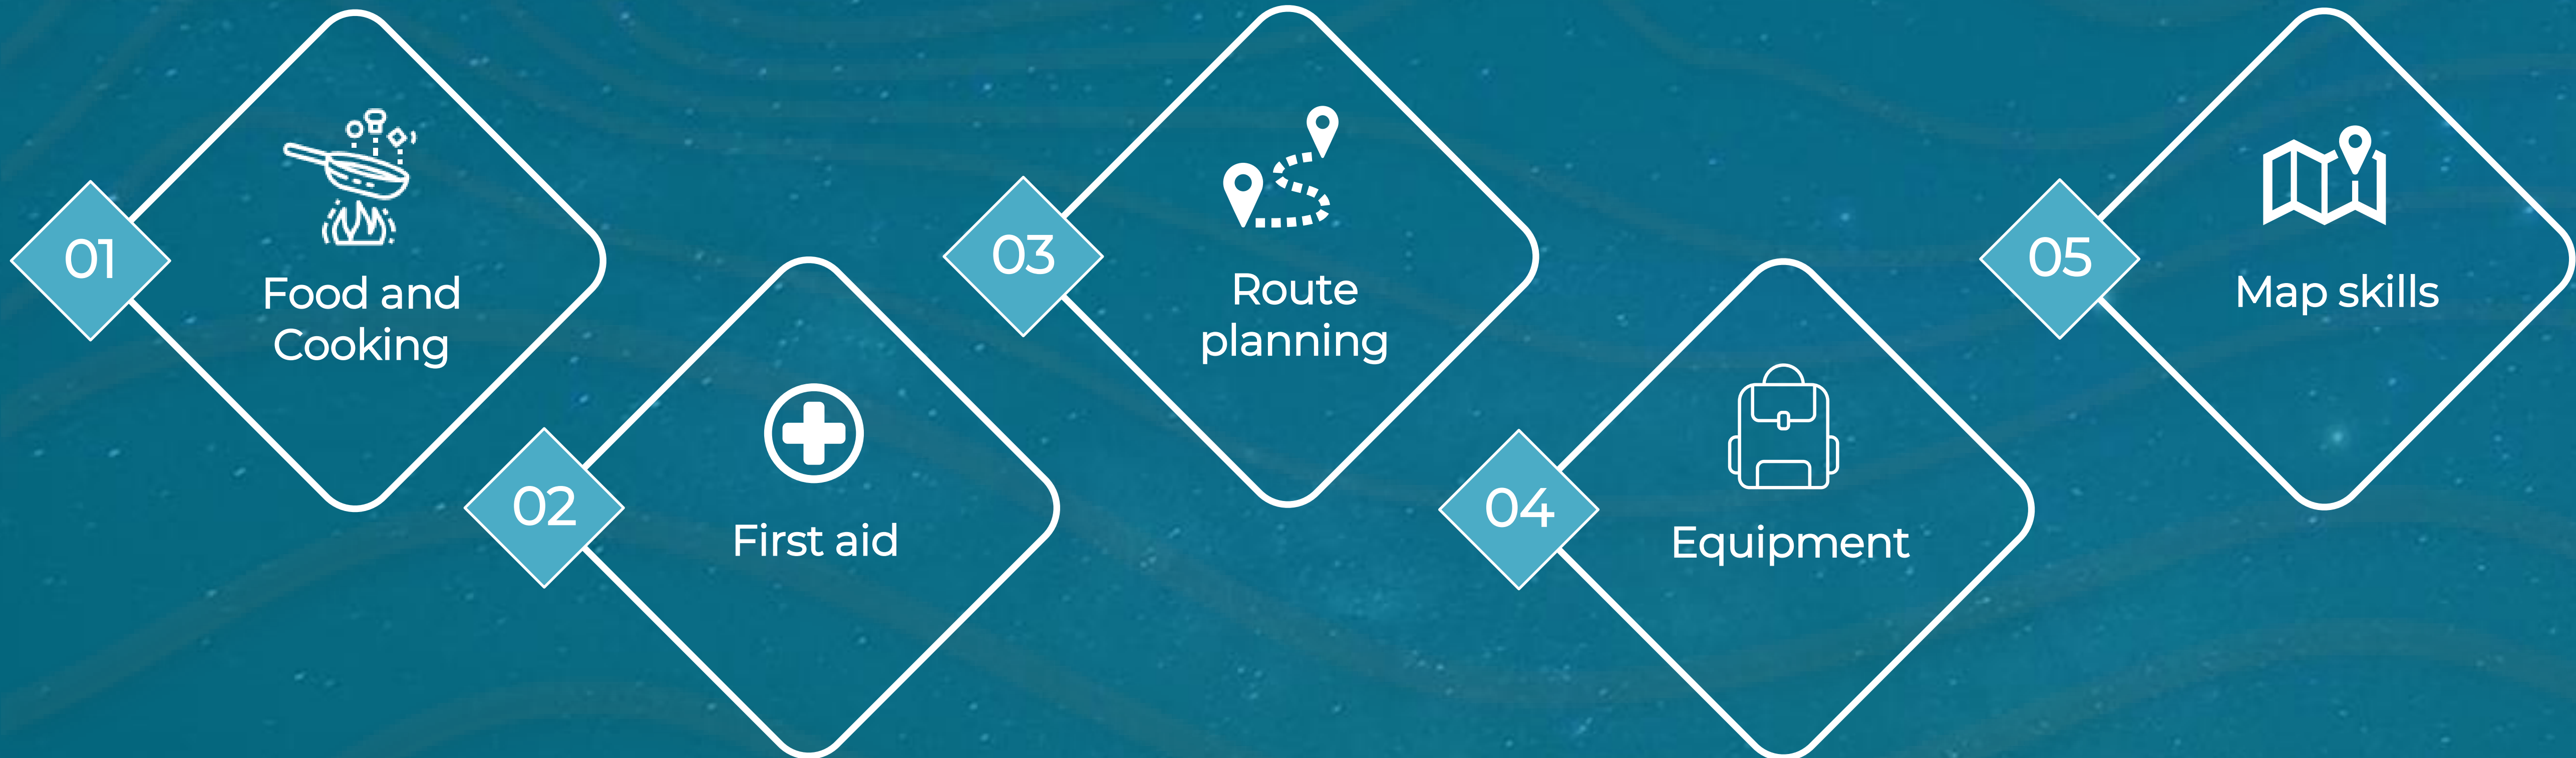 01
Food and
Cooking
02
First aid
03
Route
planning
04
Equipment
05
Map skills